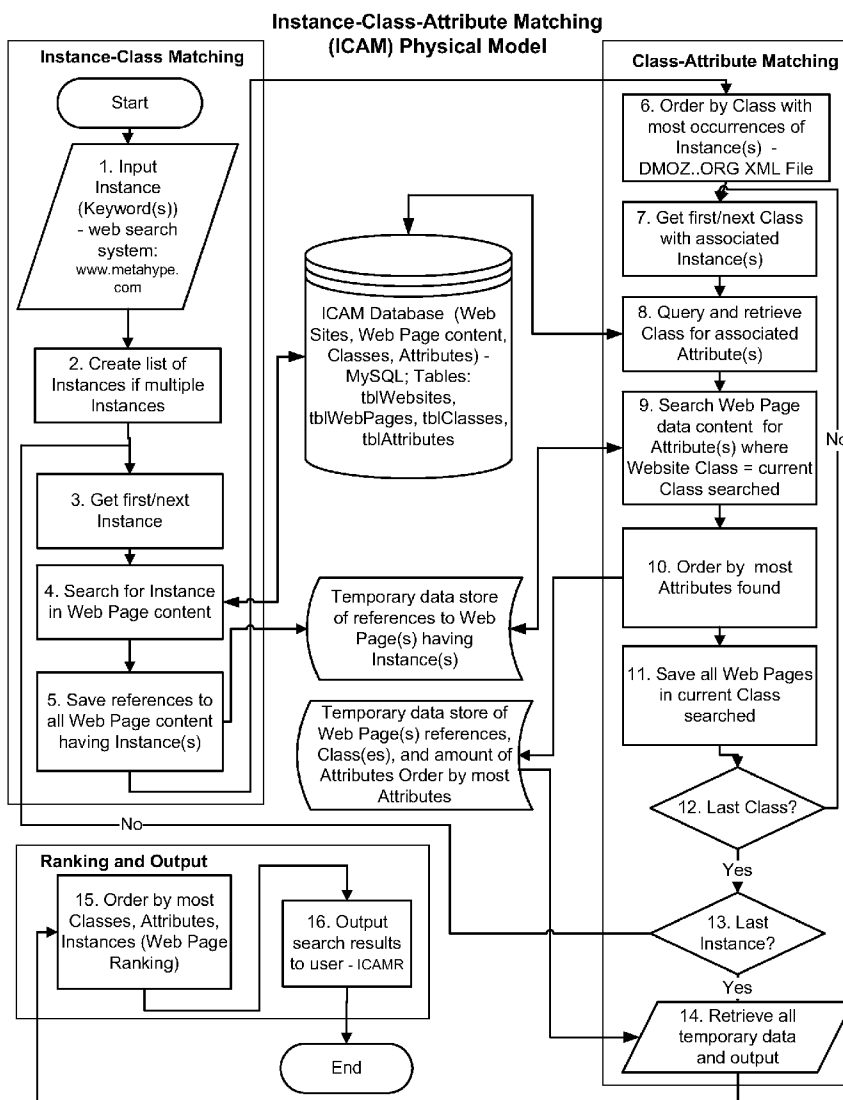 Instance-Class-Attribute Matching
(ICAM) Physical Model
Instance-Class Matching
Start
1. Input
Instance
(Keyword(s))
- web search
system:
www.metahype.
com
2. Create list of
Instances if multiple
Instances
3. Get first/next
Instance
4. Search for Instance
in Web Page content
5. Save references to
all Web Page content
having Instance(s)
ICAM Database (Web
Sites, Web Page content,
Classes, Attributes) -
MySQL; Tables:
tblWebsites,
tblWebPages, tblClasses,
tblAttributes
Temporary data store
of references to Web
Page(s) having
Instance(s)
Temporary data store of
Web Page(s) references,
Class(es), and amount of
Attributes Order by most
Attributes
Class-Attribute Matching
6. Order by Class with
most occurrences of
Instance(s) -
DMOZ..ORG XML File
7. Get first/next Class
with associated
Instance(s)
8. Query and retrieve
Class for associated
Attribute(s)
9. Search Web Page
data content for
Attribute(s) where
Website Class = current
Class searched
No
10. Order by most
Attributes found
11. Save all Web Pages
in current Class
searched
12. Last Class?
Yes
13. Last
Instance?
No
Yes
14. Retrieve all
temporary data
and output
Ranking and Output
15. Order by most
Classes, Attributes,
Instances (Web Page
Ranking)
16. Output
search results
to user - ICAMR
End